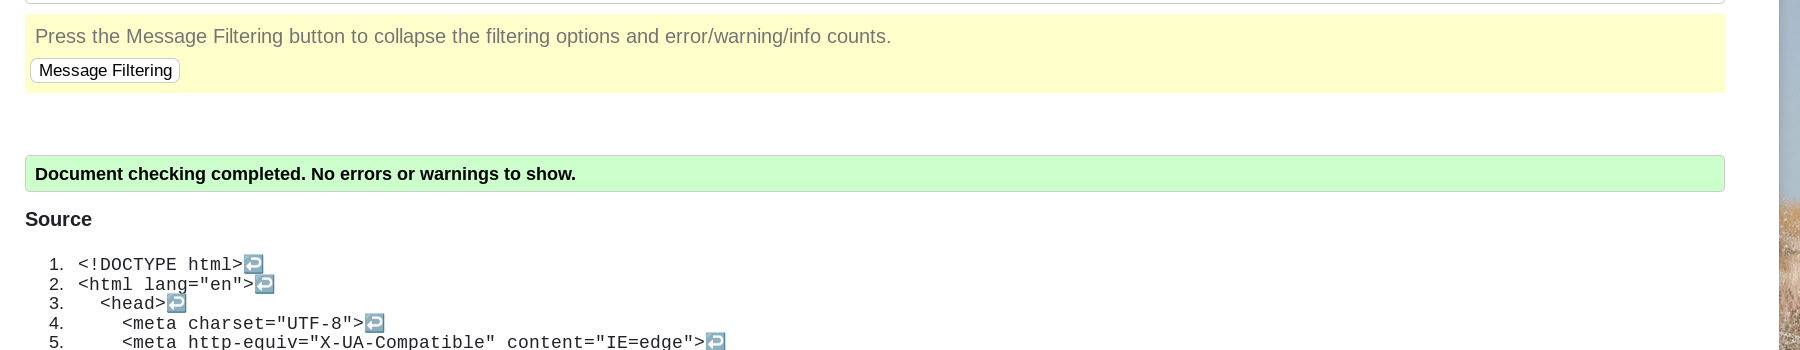 Press the Message Filtering button to collapse the filtering options and error/warning/info counts.
Message Filtering
Document checking completed. No errors or warnings to show.
Source
1. <!DOCTYPE html>↩
2. <html lang="en">↩
3. <head>↩
4. <meta charset="UTF-8">↩
5. <meta http-equiv="X-UA-Compatible" content="IE=edge">↩